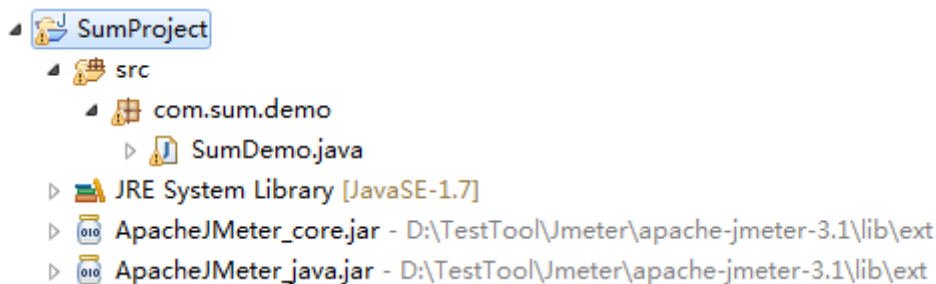 SumProject
src
com.sum.demo
SumDemo.java
JRE System Library [JavaSE-1.7]
ApacheJMeter_core.jar - D:\TestTool\Jmeter\apache-jmeter-3.1\lib\ext
ApacheJMeter_java.jar - D:\TestTool\Jmeter\apache-jmeter-3.1\lib\ext